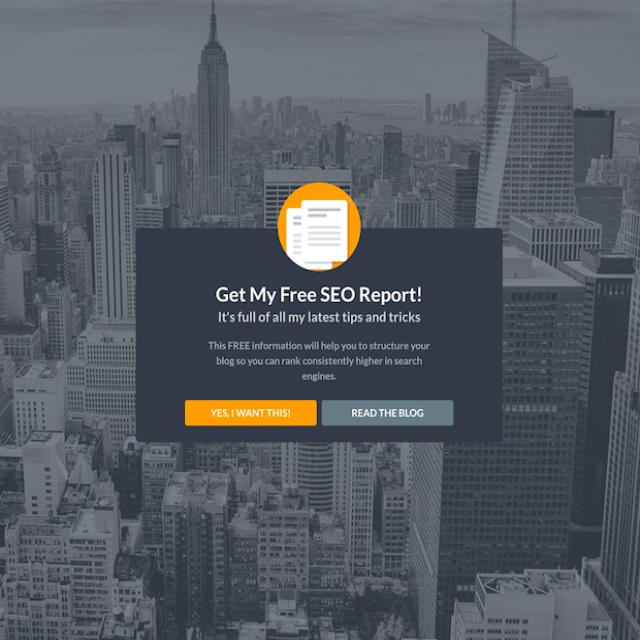 Get My Free SEO Report!
It's full of all my latest tips and tricks
This FREE information will help you to structure your
blog so you can rank consistently higher in search
engines.
YES, I WANT THIS!
READ THE BLOG